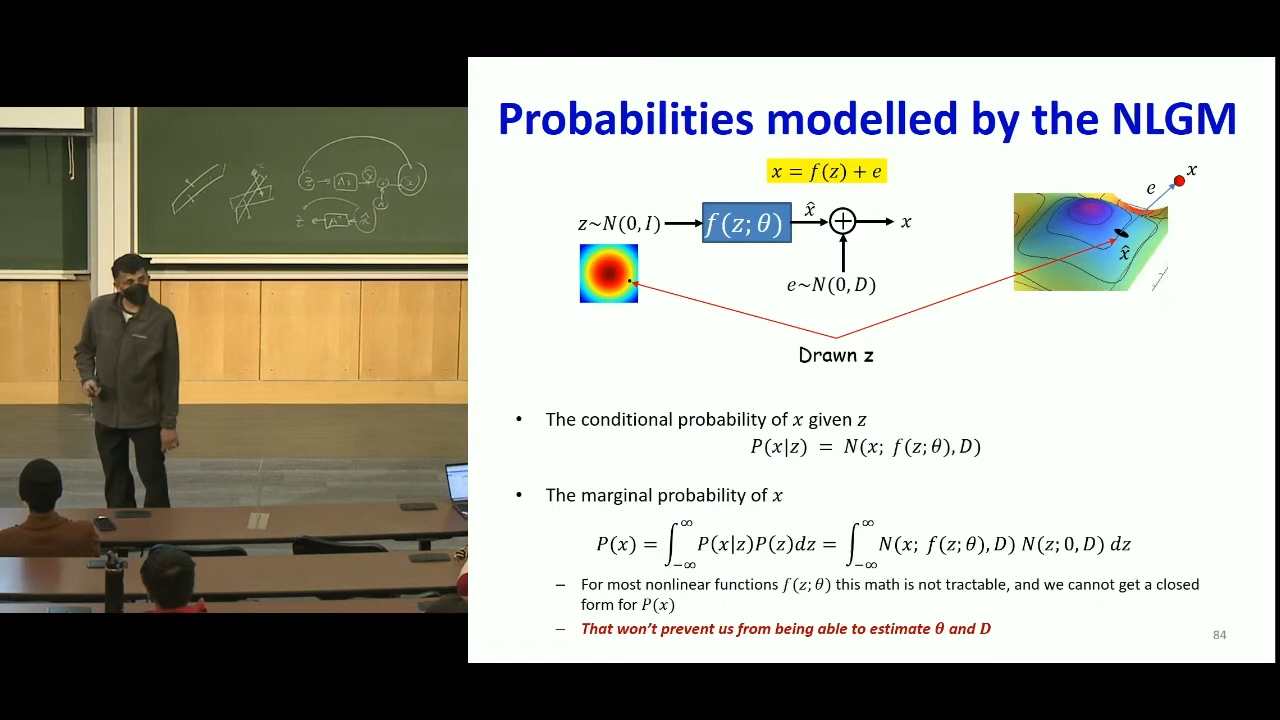 Probabilities modelled by the NLGM
x = f(z) + e
z~N(0, I)
f(z; θ)
x̂
x
e~N(0, D)
Drawn z
x
e
x̂
• The conditional probability of x given z
P(x|z) = N(x; f(z; θ), D)
• The marginal probability of x
P(x) = ∫_{-∞}^{∞} P(x|z)P(z)dz = ∫_{-∞}^{∞} N(x; f(z; θ), D) N(z; 0, D) dz
– For most nonlinear functions f(z; θ) this math is not tractable, and we cannot get a closed
form for P(x)
– That won't prevent us from being able to estimate θ and D
84